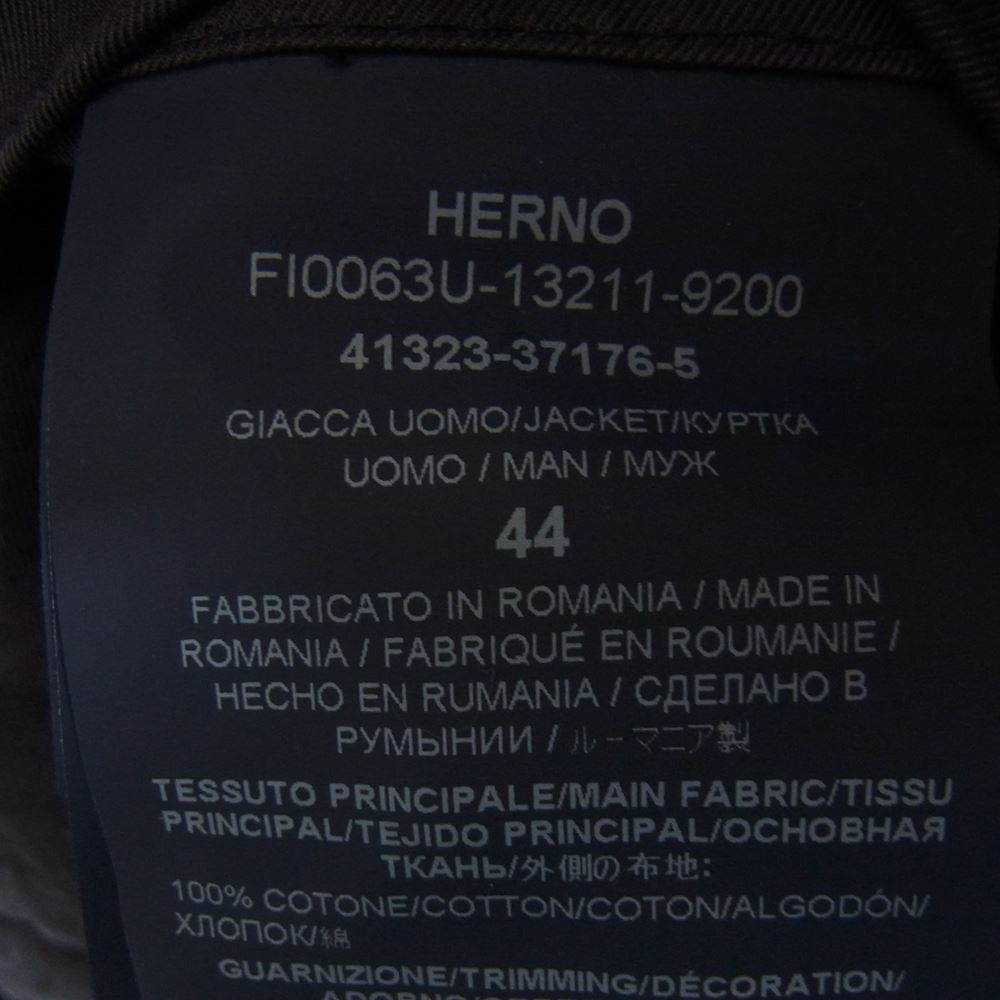 HERNO
FI0063U-13211-9200
41323-37176-5
GIACCA UOMO/JACKET/КУРТКА
UOMO / MAN / МУЖ
44
FABBRICATO IN ROMANIA / MADE IN
ROMANIA / FABRIQUÉ EN ROUMANIE /
HECHO EN RUMANIA / СДЕЛАНО В
РУМЫНИИ / ルーマニア製
TESSUTO PRINCIPALE/MAIN FABRIC/TISSU
PRINCIPAL/TEJIDO PRINCIPAL/ОСНОВНАЯ
ТКАНЬ/外側の布地:
100% COTONE/COTTON/COTON/ALGODÓN/
ХЛОПОК/綿
GUARNIZIONE/TRIMMING/DÉCORATION/